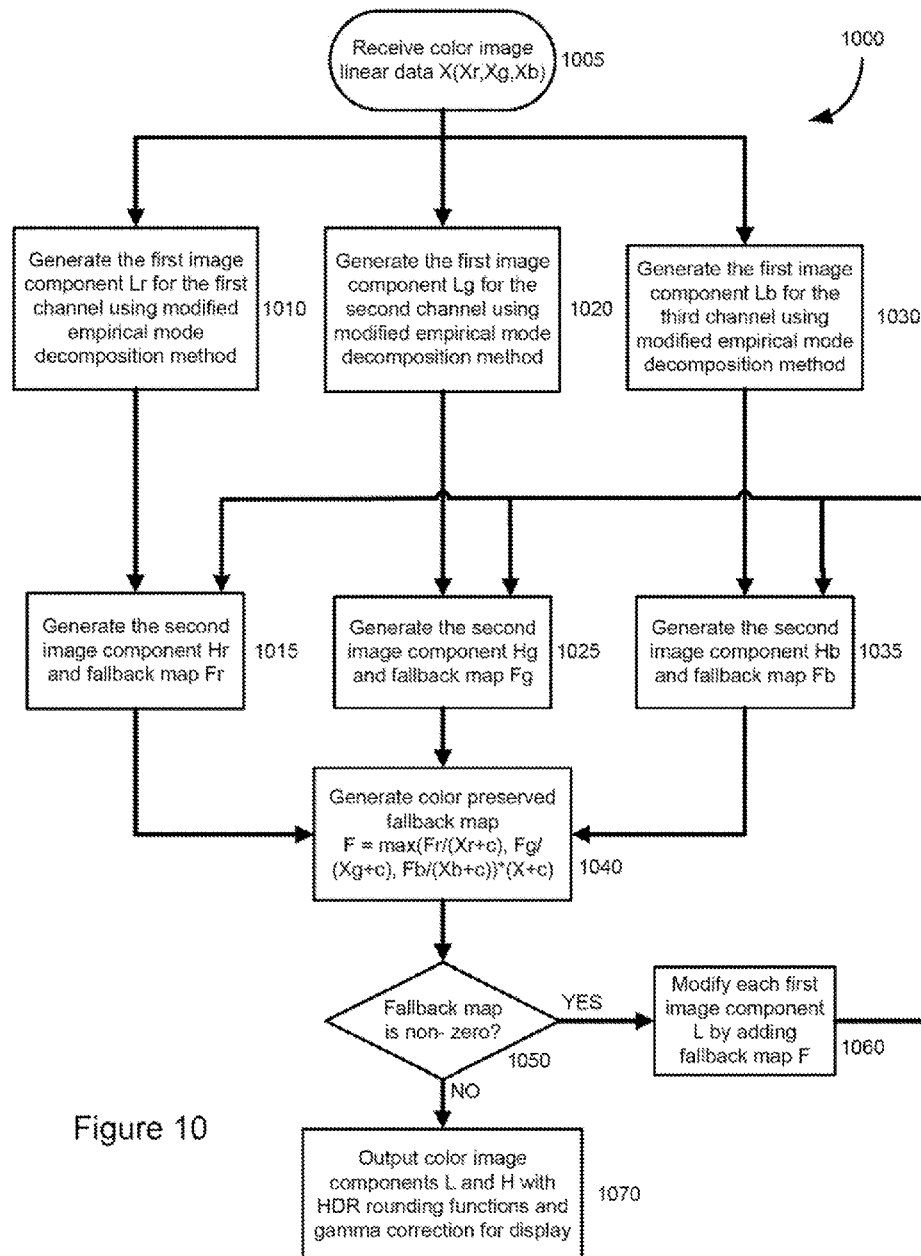 Receive color image
linear data X(Xr,Xg,Xb)
1005
1000
Generate the first image
component Lr for the first
channel using modified
empirical mode
decomposition method
1010
Generate the first image
component Lg for the
second channel using
modified empirical mode
decomposition method
1020
Generate the first image
component Lb for the
third channel using
modified empirical mode
decomposition method
1030
Generate the second
image component Hr
and fallback map Fr
1015
Generate the second
image component Hg
and fallback map Fg
1025
Generate the second
image component Hb
and fallback map Fb
1035
Generate color preserved
fallback map
F = max(Fr/(Xr+c), Fg/
(Xg+c), Fb/(Xb+c))*(X+c)
1040
Fallback map
is non- zero?
1050
YES
Modify each first
image component
L by adding
fallback map F
1060
NO
Figure 10
Output color image
components L and H with
HDR rounding functions and
gamma correction for display
1070